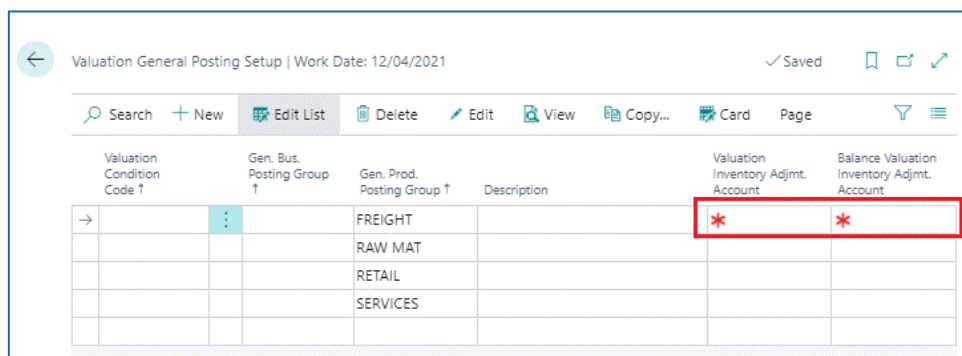 Valuation General Posting Setup | Work Date: 12/04/2021
Saved
Search
New
Edit List
Delete
Edit
View
Copy...
Card
Page
Valuation
Condition
Code ↑
Gen. Bus.
Posting Group
↑
Gen. Prod.
Posting Group ↑
Description
Valuation
Inventory Adjmt.
Account
Balance Valuation
Inventory Adjmt.
Account
FREIGHT
RAW MAT
RETAIL
SERVICES